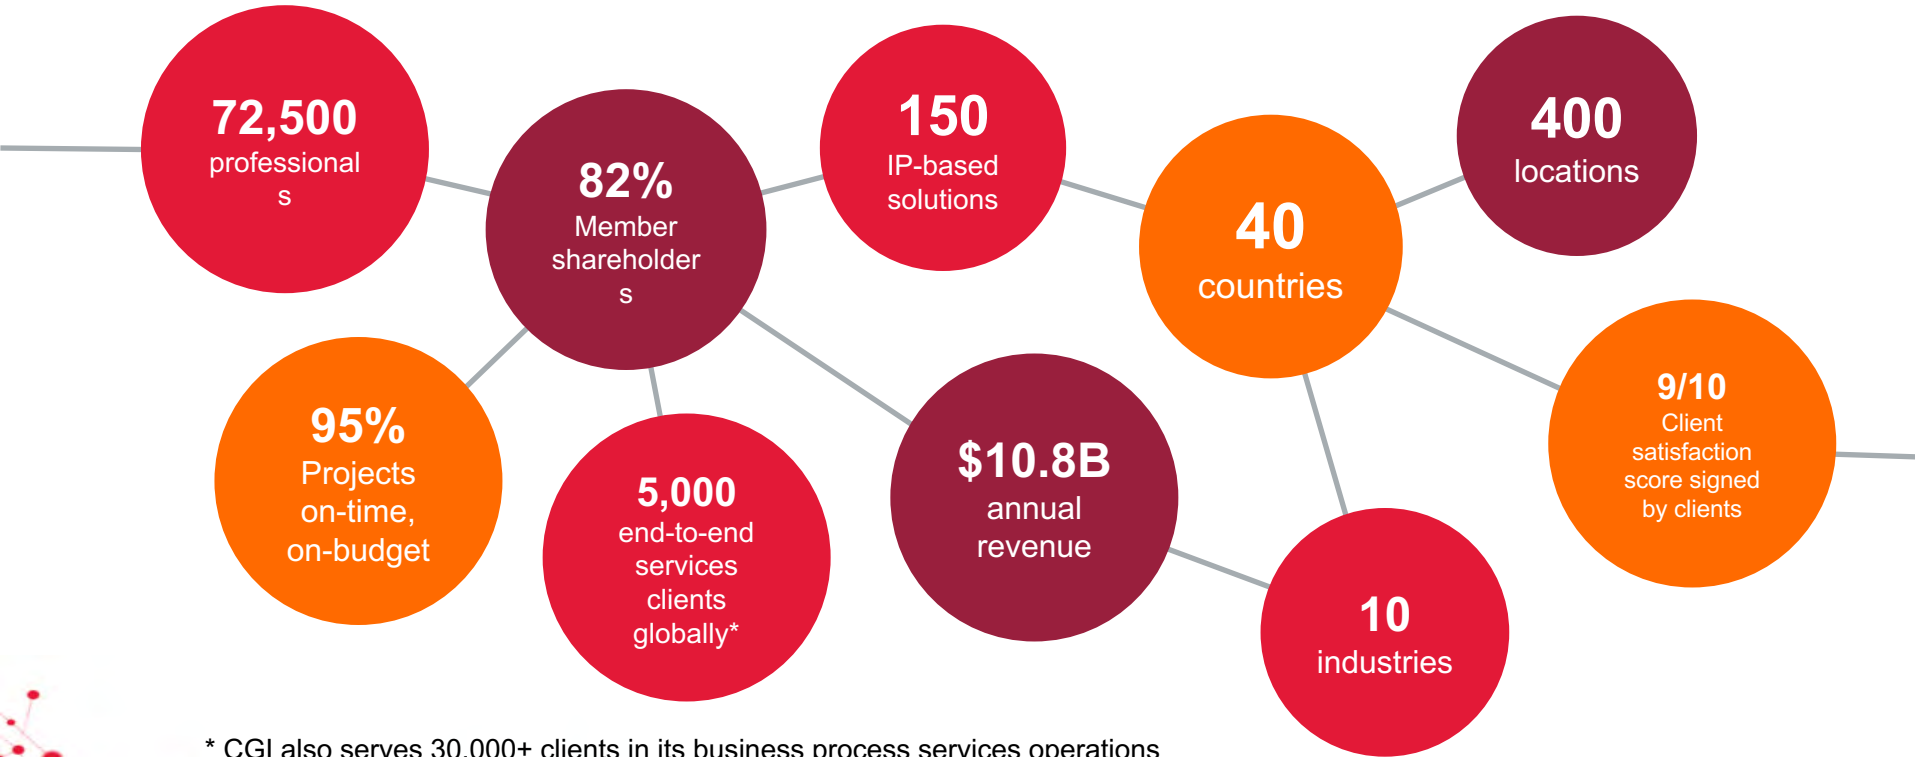 72,500
professional
s
82%
Member
shareholder
s
150
IP-based
solutions
40
countries
400
locations
95%
Projects
on-time,
on-budget
5,000
end-to-end
services
clients
globally*
$10.8B
annual
revenue
9/10
Client
satisfaction
score signed
by clients
10
industries
* CGI also serves 30,000+ clients in its business process services operations